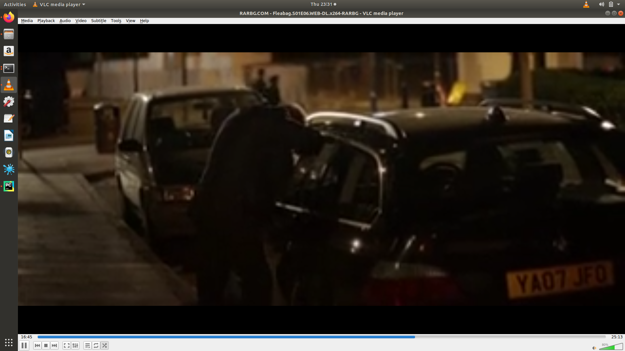 Activities VLC media player Thu 23:31
RARBG.COM - Fleabag.S01E06.WEB-DL.x264-RARBG - VLC media player
Media Playback Audio Video Subtitle Tools View Help
YA07 JFO
16:45 25:13